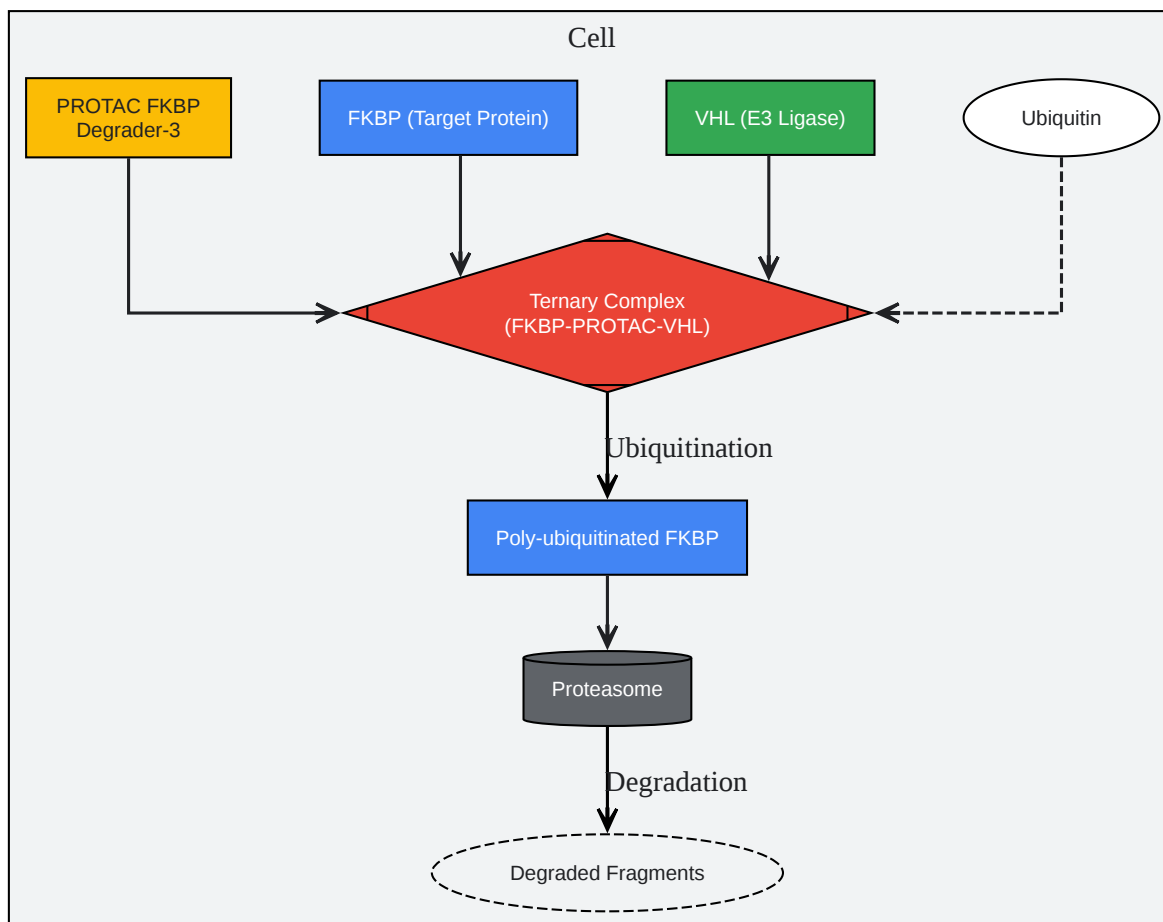 Cell
PROTAC FKBP
Degrader-3
FKBP (Target Protein)
VHL (E3 Ligase)
Ubiquitin
Ternary Complex
(FKBP-PROTAC-VHL)
Ubiquitination
Poly-ubiquitinated FKBP
Proteasome
Degradation
Degraded Fragments